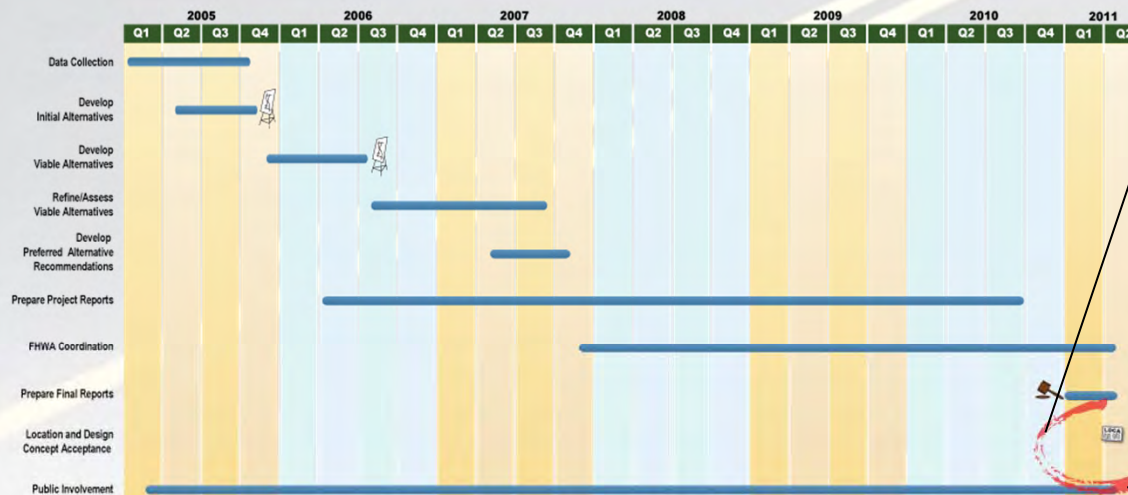 2005 2006 2007 2008 2009 2010 2011
Q1 Q2 Q3 Q4 Q1 Q2 Q3 Q4 Q1 Q2 Q3 Q4 Q1 Q2 Q3 Q4 Q1 Q2 Q3 Q4 Q1 Q2 Q3 Q4 Q1 Q2
Data Collection
Develop
Initial Alternatives
Develop
Viable Alternatives
Refine/Assess
Viable Alternatives
Develop
Preferred Alternative
Recommendations
Prepare Project Reports
FHWA Coordination
Prepare Final Reports
Location and Design
Concept Acceptance
LOCA
Public Involvement